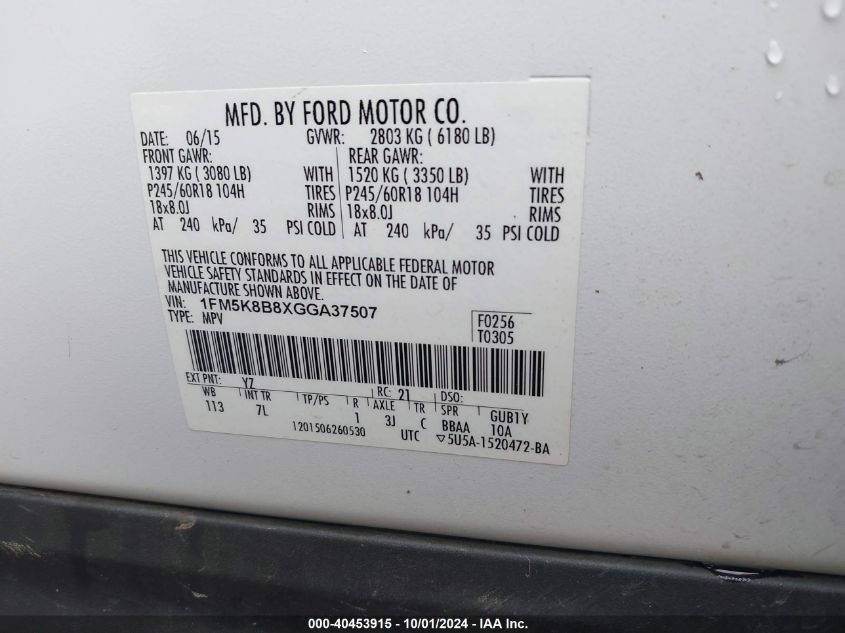 MFD. BY FORD MOTOR CO.
DATE: 06/15 GVWR: 2803 KG ( 6180 LB)
FRONT GAWR: REAR GAWR:
1397 KG ( 3080 LB) WITH 1520 KG ( 3350 LB) WITH
P245/60R18 104H TIRES P245/60R18 104H TIRES
18x8.0J RIMS 18x8.0J RIMS
AT 240 kPa/ 35 PSI COLD AT 240 kPa/ 35 PSI COLD
THIS VEHICLE CONFORMS TO ALL APPLICABLE FEDERAL MOTOR
VEHICLE SAFETY STANDARDS IN EFFECT ON THE DATE OF
MANUFACTURE SHOWN ABOVE.
VIN: 1FM5K8B8XGGA37507
TYPE: MPV
F0256
T0305
EXT PNT: YZ RC: 21 DSO:
WB INT TR TP/PS R AXLE TR SPR GUB1Y
113 7L 1 3J C BBAA 10A
1201506260530 UTC ▽5U5A-1520472-BA
000-40453915 - 10/01/2024 - IAA Inc.